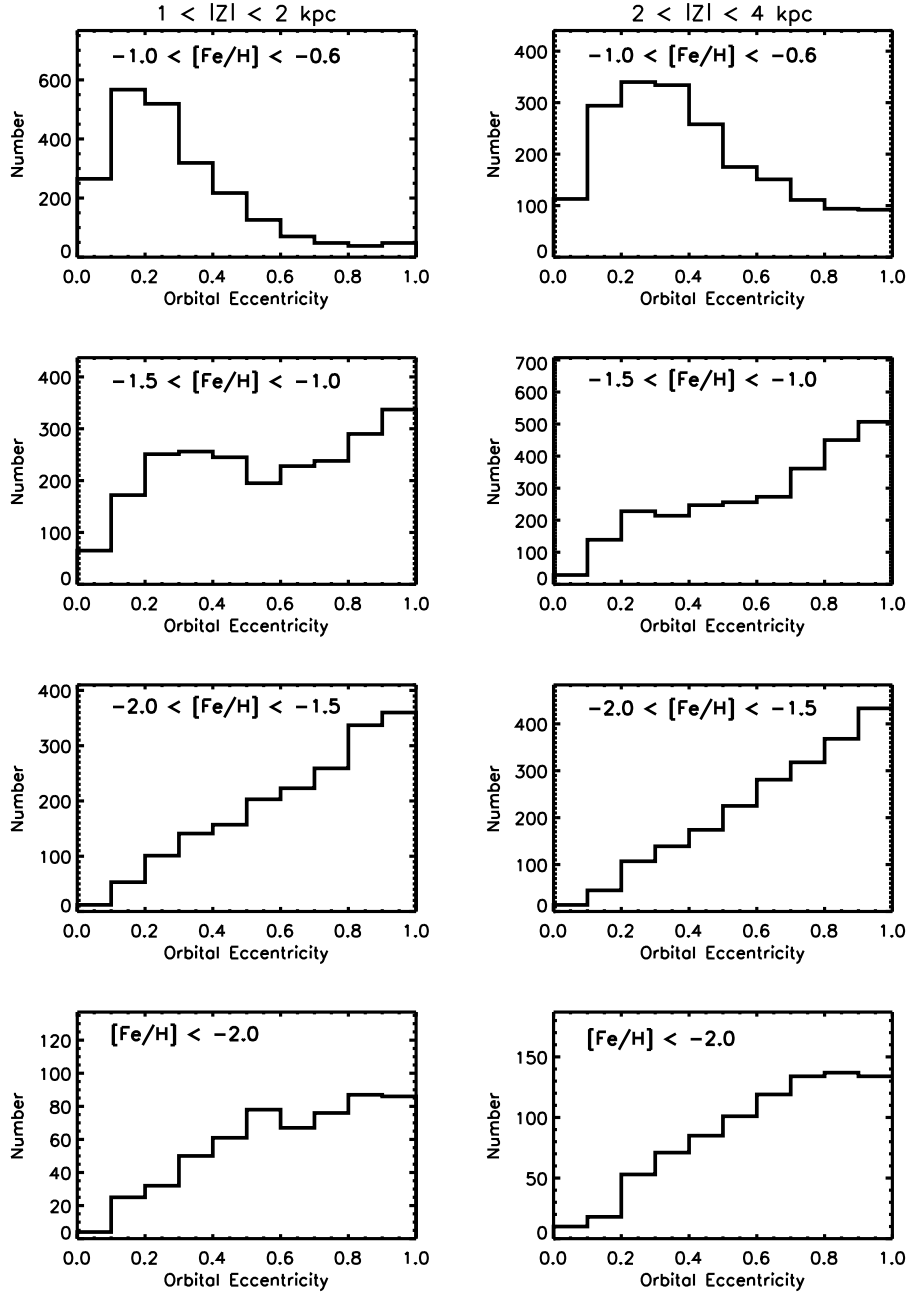 1 < |Z| < 2 kpc
-1.0 < [Fe/H] < -0.6
Number
600
400
200
0
0.0 0.2 0.4 0.6 0.8 1.0
Orbital Eccentricity
2 < |Z| < 4 kpc
-1.0 < [Fe/H] < -0.6
Number
400
300
200
100
0
0.0 0.2 0.4 0.6 0.8 1.0
Orbital Eccentricity
-1.5 < [Fe/H] < -1.0
Number
400
300
200
100
0
0.0 0.2 0.4 0.6 0.8 1.0
Orbital Eccentricity
-1.5 < [Fe/H] < -1.0
Number
700
600
500
400
300
200
100
0
0.0 0.2 0.4 0.6 0.8 1.0
Orbital Eccentricity
-2.0 < [Fe/H] < -1.5
Number
400
300
200
100
0
0.0 0.2 0.4 0.6 0.8 1.0
Orbital Eccentricity
-2.0 < [Fe/H] < -1.5
Number
400
300
200
100
0
0.0 0.2 0.4 0.6 0.8 1.0
Orbital Eccentricity
[Fe/H] < -2.0
Number
120
100
80
60
40
20
0
0.0 0.2 0.4 0.6 0.8 1.0
Orbital Eccentricity
[Fe/H] < -2.0
Number
150
100
50
0
0.0 0.2 0.4 0.6 0.8 1.0
Orbital Eccentricity